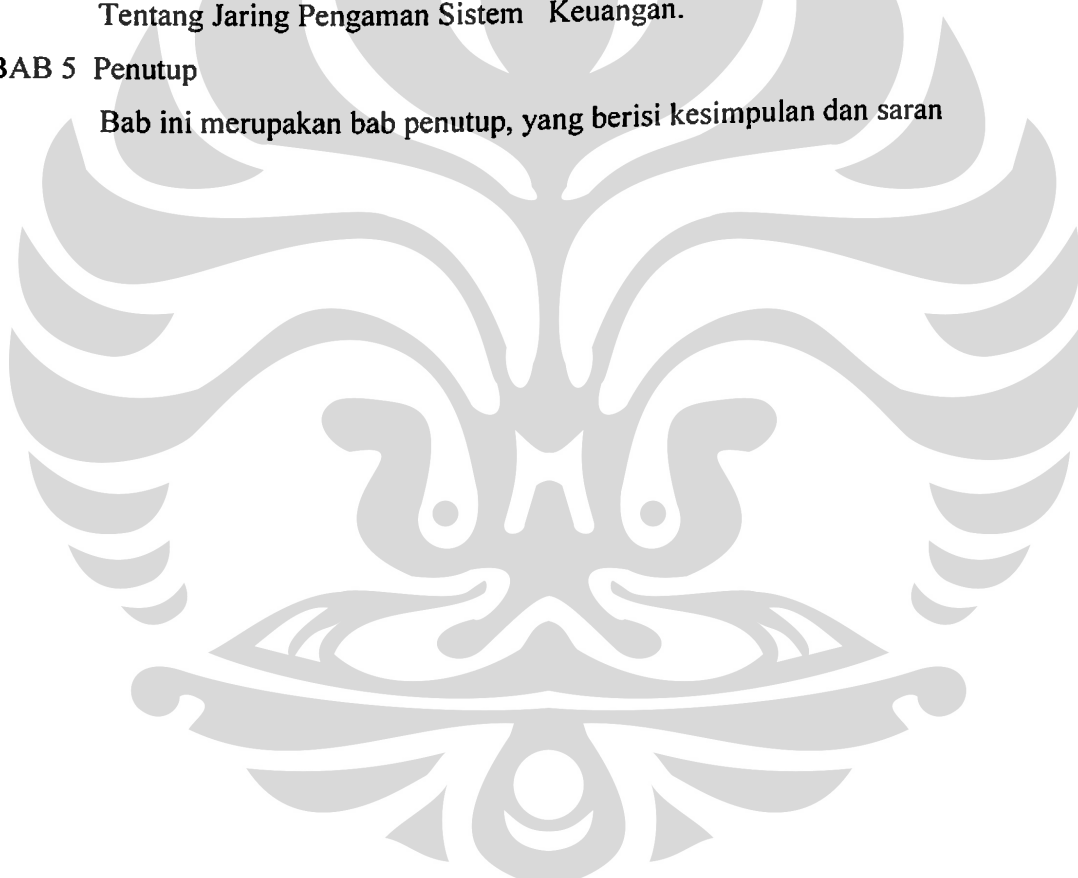 Tentang Jaring Pengaman Sistem Keuangan.
BAB 5 Penutup
Bab ini merupakan bab penutup, yang berisi kesimpulan dan saran